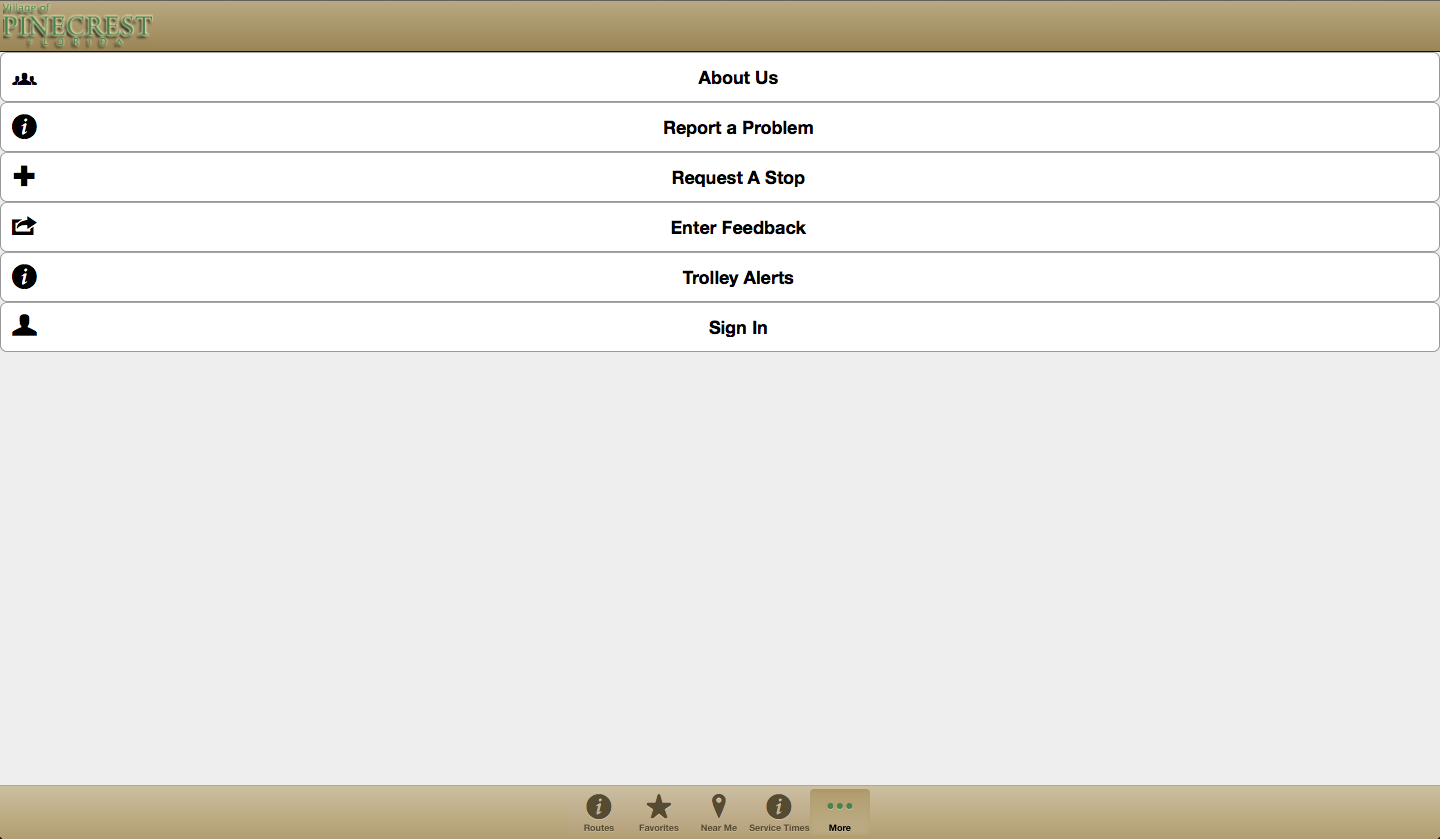 Village of
PINECREST
FLORIDA
About Us
Report a Problem
Request A Stop
Enter Feedback
Trolley Alerts
Sign In
Routes
Favorites
Near Me
Service Times
More